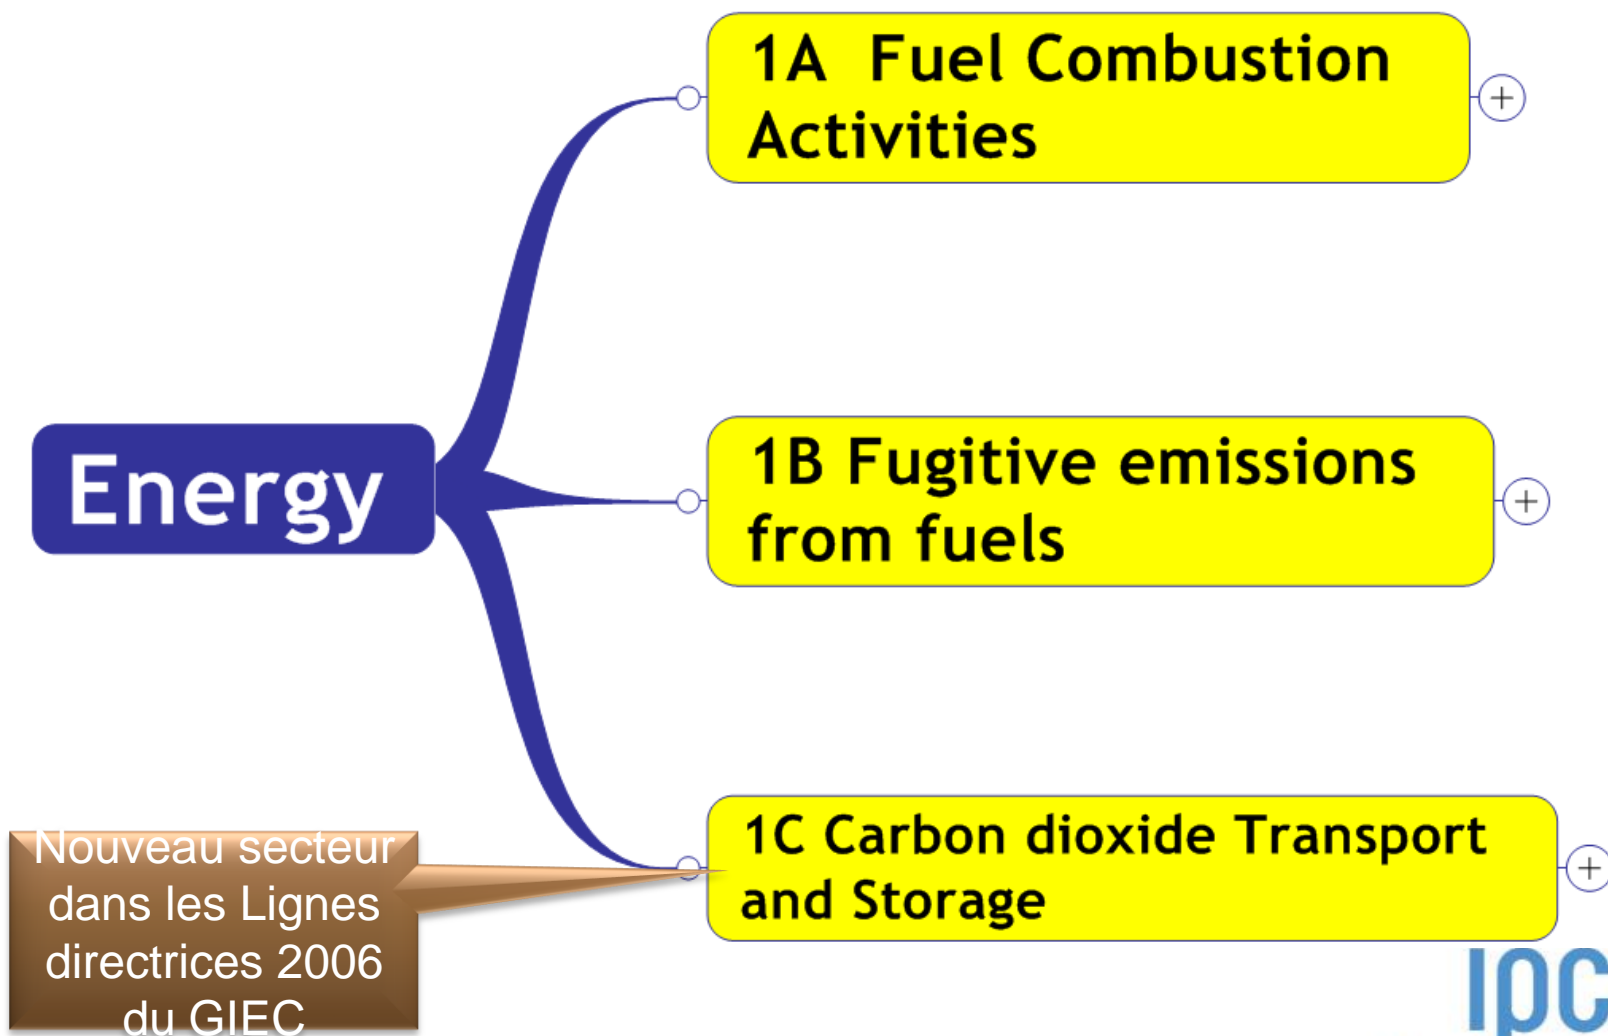 1A Fuel Combustion
Activities
Energy
1B Fugitive emissions
from fuels
1C Carbon dioxide Transport
and Storage
Nouveau secteur
dans les Lignes
directrices 2006
du GIEC
ipc